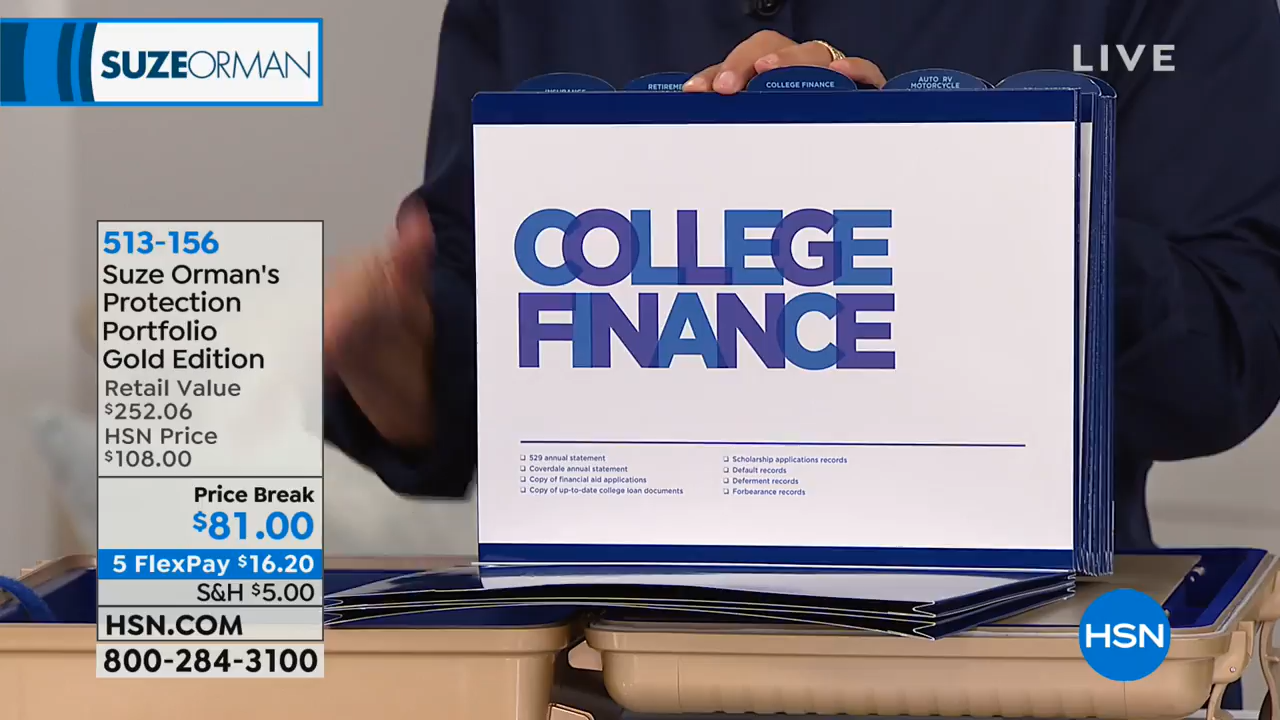 SUZEORMAN
LIVE
INSURANCE
COLLEGE FINANCE
AUTO RV
MOTORCYCLE
COLLEGE
FINANCE
529 annual statement
Coverdale annual statement
Copy of financial aid applications
Copy of up-to-date college loan documents
Scholarship applications records
Default records
Deferment records
Forbearance records
513-156
Suze Orman's
Protection
Portfolio
Gold Edition
Retail Value
$252.06
HSN Price
$108.00
Price Break
$81.00
5 FlexPay $16.20
S&H $5.00
HSN.COM
800-284-3100
HSN